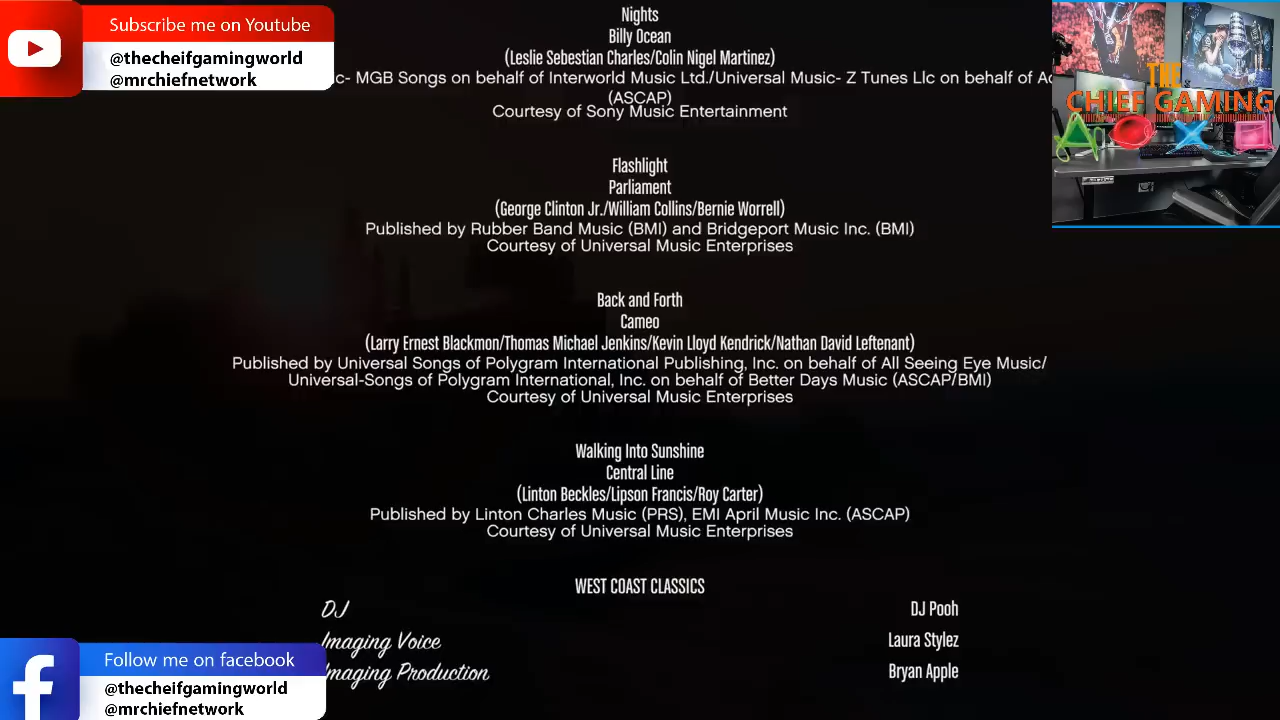 Subscribe me on Youtube
@thecheifgamingworld
@mrchiefnetwork
Nights
Billy Ocean
(Leslie Sebestian Charles/Colin Nigel Martinez)
MGB Songs on behalf of Interworld Music Ltd./Universal Music- Z Tunes Llc on behalf of
(ASCAP)
Courtesy of Sony Music Entertainment
THE
CHIEF GAMING
Flashlight
Parliament
(George Clinton Jr./William Collins/Bernie Worrell)
Published by Rubber Band Music (BMI) and Bridgeport Music Inc. (BMI)
Courtesy of Universal Music Enterprises
Back and Forth
Cameo
(Larry Ernest Blackmon/Thomas Michael Jenkins/Kevin Lloyd Kendrick/Nathan David Leftenant)
Published by Universal Songs of Polygram International Publishing, Inc. on behalf of All Seeing Eye Music/
Universal-Songs of Polygram International, Inc. on behalf of Better Days Music (ASCAP/BMI)
Courtesy of Universal Music Enterprises
Walking Into Sunshine
Central Line
(Linton Beckles/Lipson Francis/Roy Carter)
Published by Linton Charles Music (PRS), EMI April Music Inc. (ASCAP)
Courtesy of Universal Music Enterprises
WEST COAST CLASSICS
DJ DJ Pooh
Imaging Voice Laura Stylez
Imaging Production Bryan Apple
Follow me on facebook
@thecheifgamingworld
@mrchiefnetwork